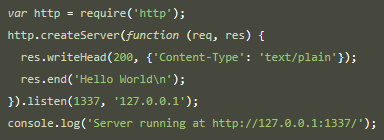 var http = require('http');
http.createServer(function (req, res) {
  res.writeHead(200, {'Content-Type': 'text/plain'});
  res.end('Hello World\n');
}).listen(1337, '127.0.0.1');
console.log('Server running at http://127.0.0.1:1337/');